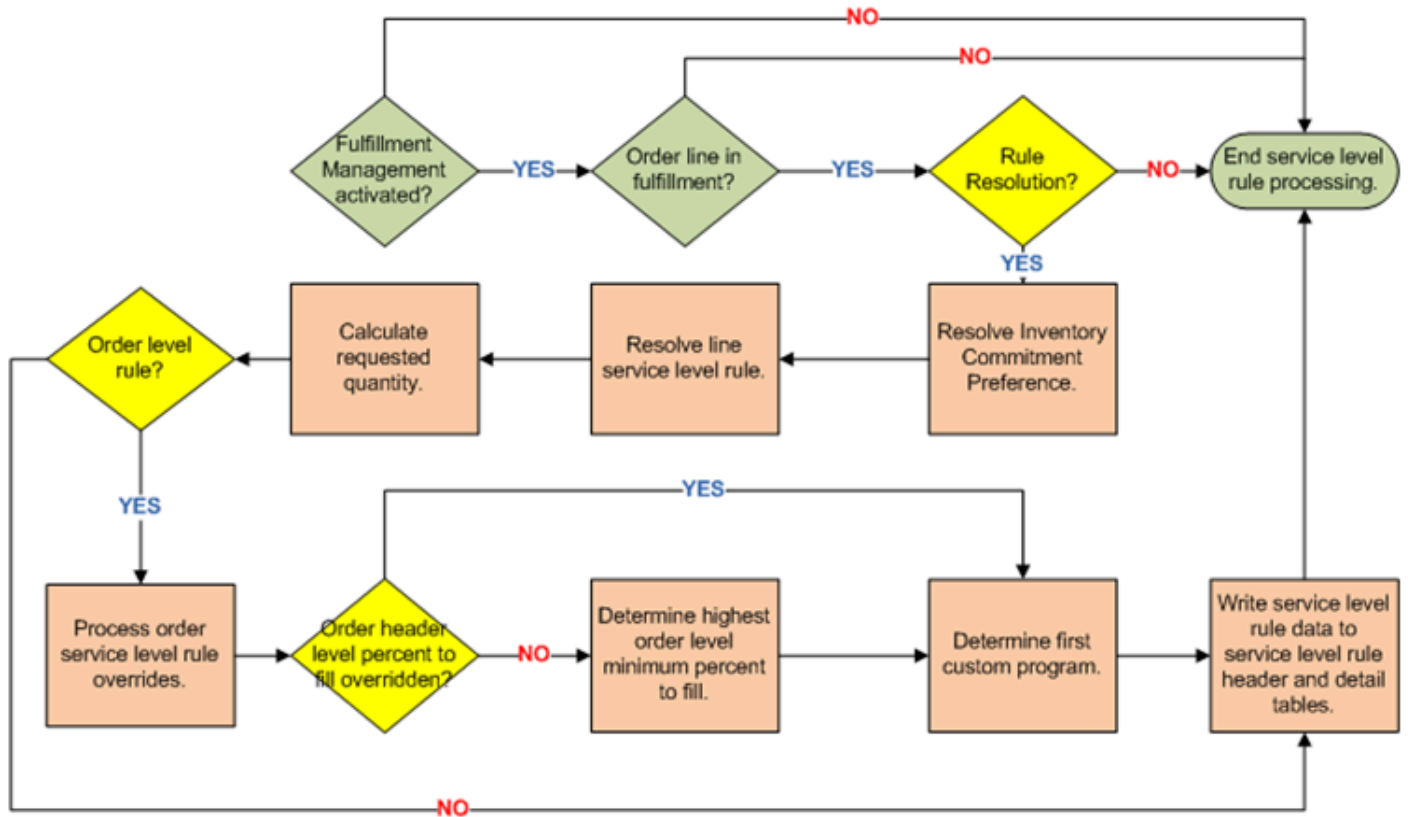 NO
NO
Fulfillment
Management
activated?
YES
Order line in
fulfillment?
YES
Rule
Resolution?
NO
End service level
rule processing.
YES
Order level
rule?
Calculate
requested
quantity.
Resolve line
service level rule.
Resolve Inventory
Commitment
Preference.
YES
YES
Process order
service level rule
overrides.
Order header
level percent to
fill overridden?
NO
Determine highest
order level
minimum percent
to fill.
Determine first
custom program.
Write service level
rule data to
service level rule
header and detail
tables.
NO